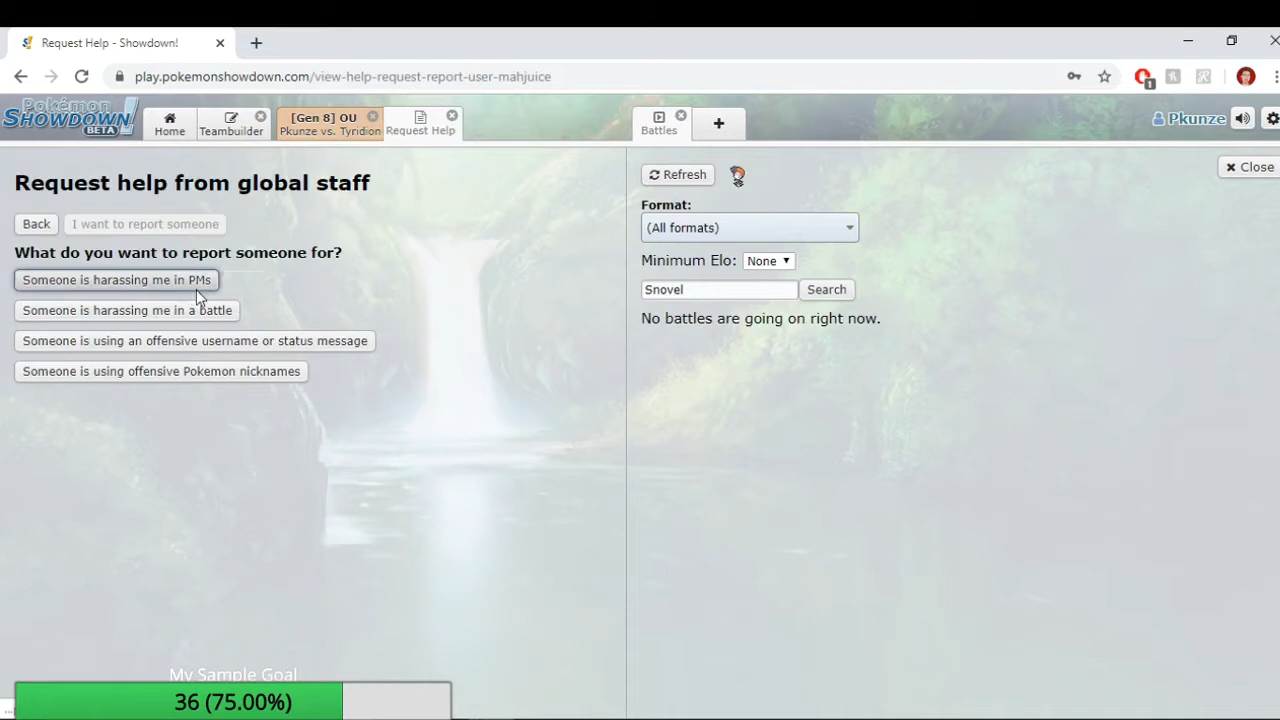 Request Help - Showdown!
play.pokemonshowdown.com/view-help-request-report-user-mahjuice
1
Pokémon
SHOWDOWN!
BETA
Home
Teambuilder
[Gen 8] OU
Pkunze vs. Tyridion
Request Help
Battles
Pkunze
Request help from global staff
Back
I want to report someone
What do you want to report someone for?
Someone is harassing me in PMs
Someone is harassing me in a battle
Someone is using an offensive username or status message
Someone is using offensive Pokemon nicknames
Refresh
Close
Format:
(All formats)
Minimum Elo: None
Snovel
Search
No battles are going on right now.
My Sample Goal
36 (75.00%)